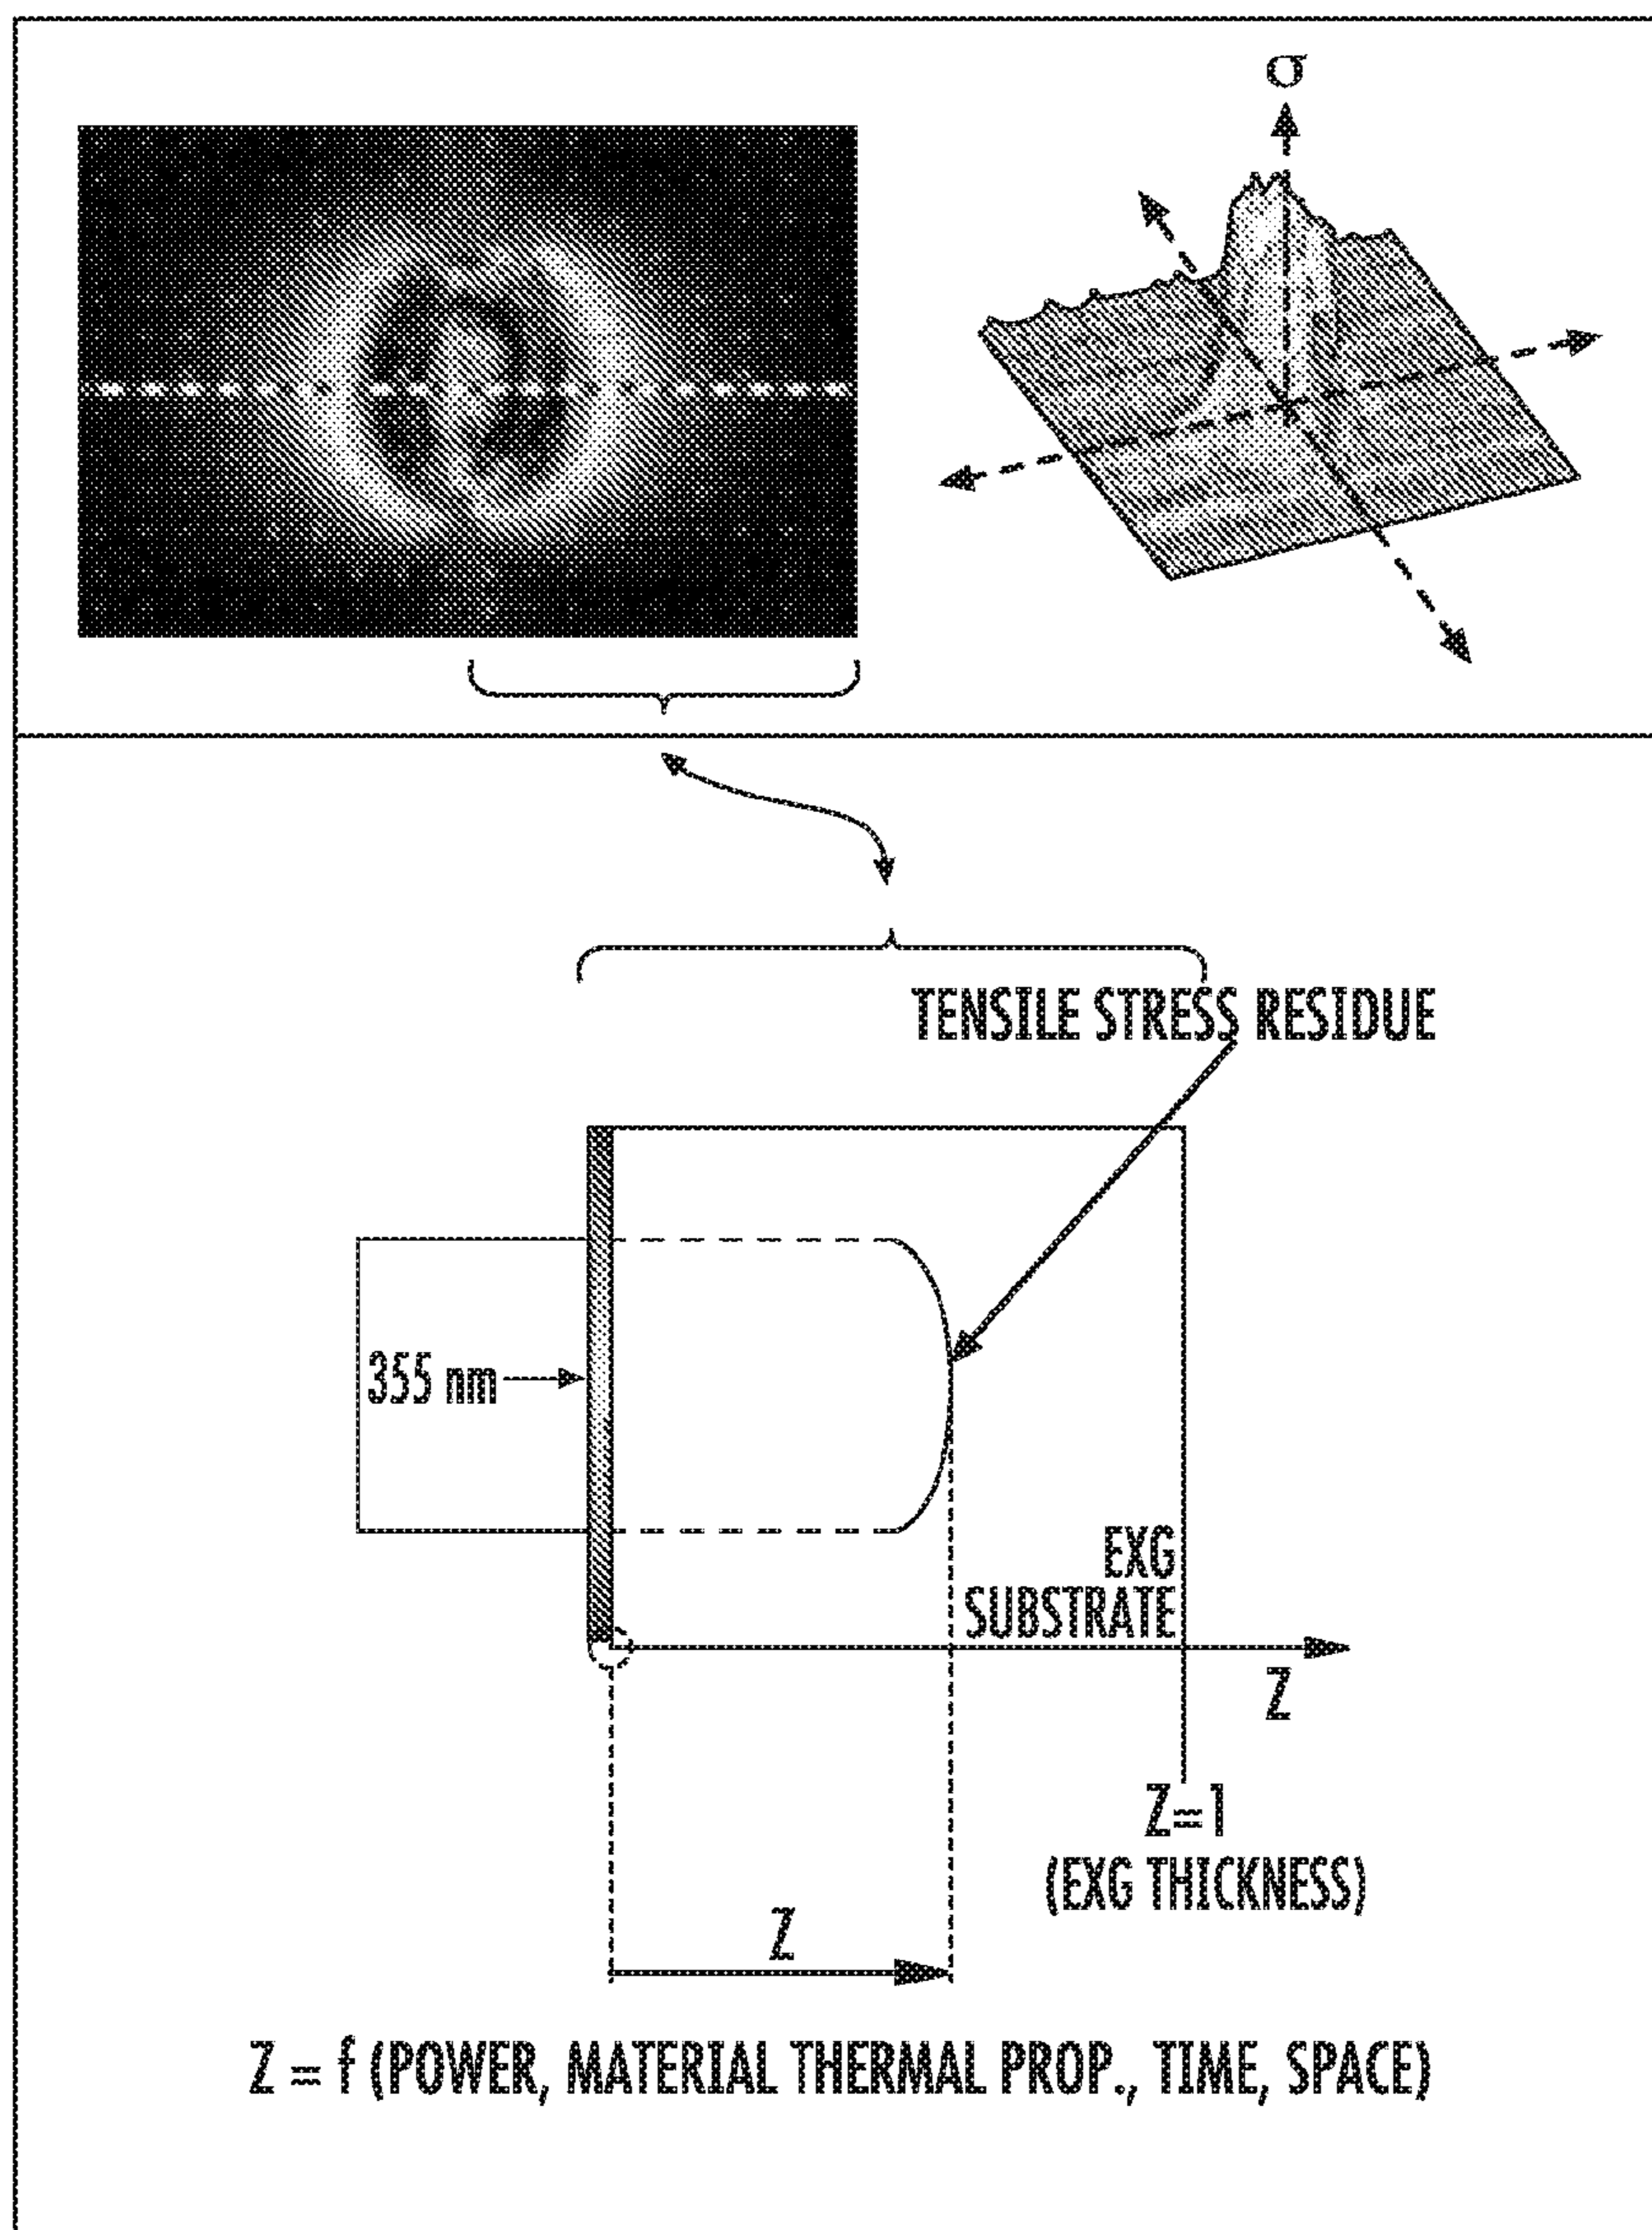 σ
TENSILE STRESS RESIDUE
355 nm
EXG
SUBSTRATE
Z
Z=1
(EXG THICKNESS)
Z
Z = f (POWER, MATERIAL THERMAL PROP., TIME, SPACE)